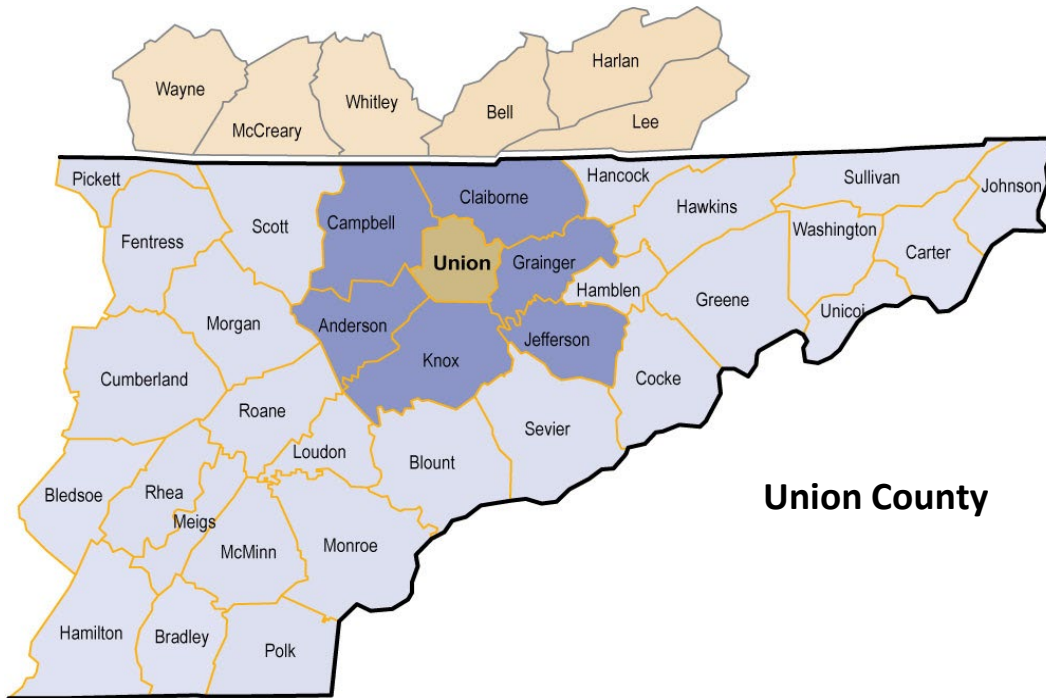 Harlan
Wayne
Whitley
Bell
Lee
McCreary
Pickett
Hancock
Sullivan
Johnson
Claiborne
Hawkins
Campbell
Scott
Washington
Fentress
Carter
Union
Grainger
Hamblen
Greene
Unicoi
Morgan
Anderson
Jefferson
Knox
Cumberland
Cocke
Roane
Sevier
Loudon
Blount
Bledsoe
Rhea
Union County
Meigs
McMinn
Monroe
Hamilton
Bradley
Polk